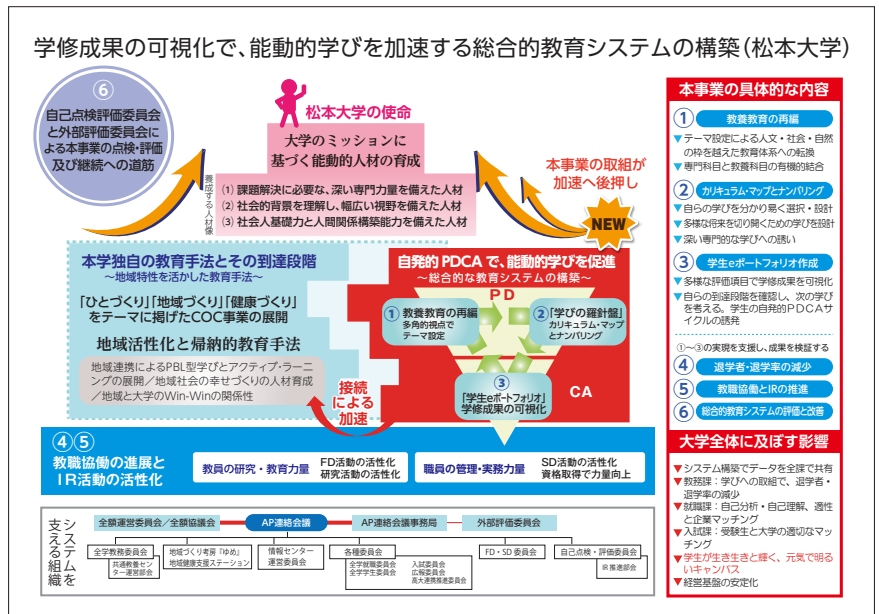 学修成果の可視化で、能動的学びを加速する総合的教育システムの構築（松本大学）
⑥
自己点検評価委員会
と外部評価委員会に
よる本事業の点検・評価
及び継続への道筋
松本大学の使命
大学のミッションに
基づく能動的人材の育成
養成する人材像
(1) 課題解決に必要な、深い専門力量を備えた人材
(2) 社会的背景を理解し、幅広い視野を備えた人材
(3) 社会人基礎力と人間関係構築能力を備えた人材
本事業の取組が
加速へ後押し
NEW
本学独自の教育手法とその到達段階
～地域特性を活かした教育手法～
「ひとづくり」「地域づくり」「健康づくり」
をテーマに掲げたCOC事業の展開
地域活性化と帰納的教育手法
地域連携によるPBL型学びとアクティブ・ラー
ニングの展開／地域社会の幸せづくりの人材育成
／地域と大学のWin-Winの関係性
接続
による
加速
自発的 PDCA で、能動的学びを促進
～総合的な教育システムの構築～
PD
① 教養教育の再編
多角的視点で
テーマ設定
②「学びの羅針盤」
カリキュラム・マップ
とナンバリング
③
「学生eポートフォリオ」
学修成果の可視化
CA
④⑤
教職協働の進展と
IR活動の活性化
教員の研究・教育力量
FD活動の活性化
研究活動の活性化
職員の管理・実務力量
SD活動の活性化
資格取得で力量向上
システムを
支える組織
全額運営委員会／全額協議会
AP連絡会議
AP連絡会議事務局
外部評価委員会
全学教務委員会
共通教養セン
ター運営部会
地域づくり考房『ゆめ』
地域健康支援ステーション
情報センター
運営委員会
各種委員会
全学就職委員会
全学学生委員会
入試委員会
広報委員会
高大連携推進委員会
FD・SD 委員会
自己点検・評価委員会
IR 推進部会
本事業の具体的な内容
① 教養教育の再編
▼テーマ設定による人文・社会・自然
の枠を越えた教育体系への転換
▼専門科目と教養科目の有機的結合
② カリキュラム・マップとナンバリング
▼自らの学びを分かり易く選択・設計
▼多様な将来を切り開くための学びを設計
▼深い専門的な学びへの誘い
③ 学生eポートフォリオ作成
▼多様な評価項目で学修成果を可視化
▼自らの到達段階を確認し、次の学び
を考える。学生の自発的PDCAサ
イクルの誘発
①～③の実現を支援し、成果を検証する
④ 退学者・退学率の減少
⑤ 教職協働とIRの推進
⑥ 総合的教育システムの評価と改善
大学全体に及ぼす影響
▼システム構築でデータを全課で共有
▼教務課：学びへの取組で、退学者・
退学率の減少
▼就職課：自己分析・自己理解、適性
と企業マッチング
▼入試課：受験生と大学の適切なマッ
チング
▼学生が生き生きと輝く、元気で明る
いキャンパス
▼経営基盤の安定化